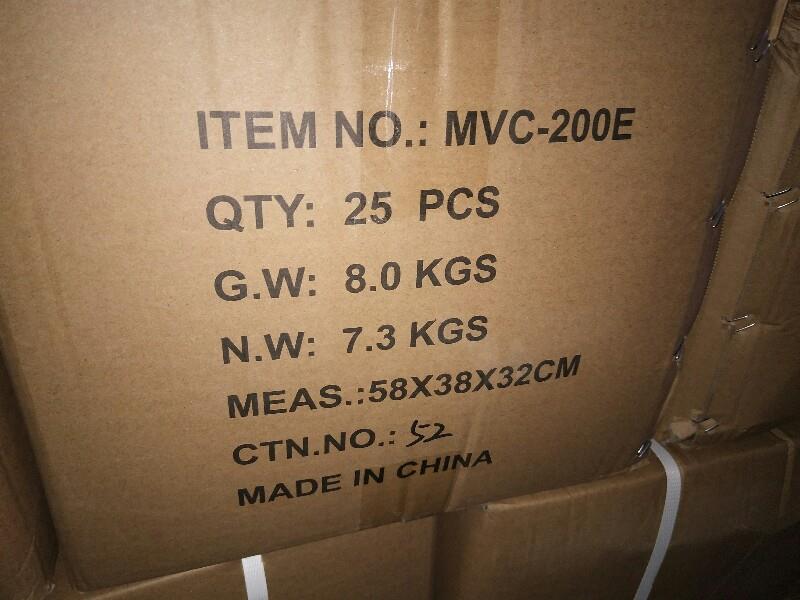 ITEM NO.: MVC-200E
QTY: 25 PCS
G.W: 8.0 KGS
N.W: 7.3 KGS
MEAS.:58X38X32CM
CTN.NO.: 52
MADE IN CHINA